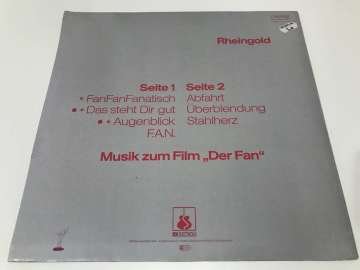 Rheingold
Seite 1 Seite 2
• FanFanFanatisch Abfahrt
• • Das steht Dir gut Überblendung
• • Augenblick Stahlherz
F.A.N.
Musik zum Film „Der Fan“